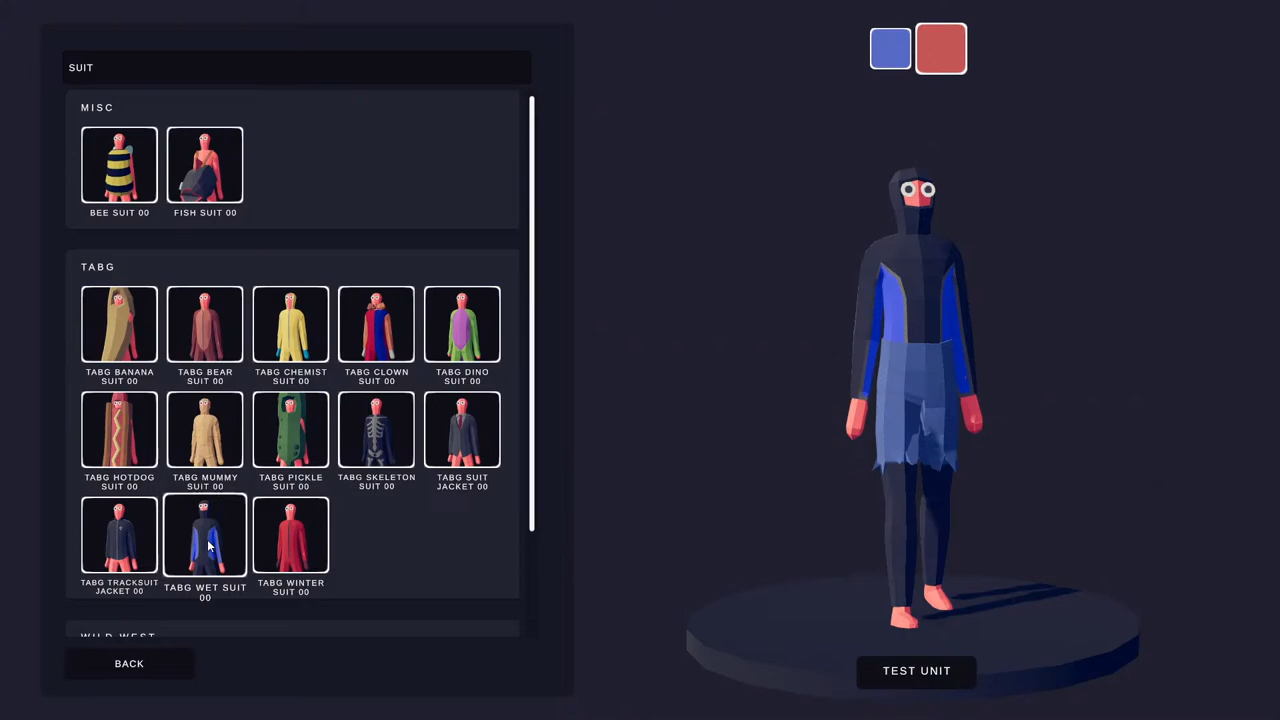 SUIT
MISC
BEE SUIT 00
FISH SUIT 00
TABG
TABG BANANA
SUIT 00
TABG BEAR
SUIT 00
TABG CHEMIST
SUIT 00
TABG CLOWN
SUIT 00
TABG DINO
SUIT 00
TABG HOTDOG
SUIT 00
TABG MUMMY
SUIT 00
TABG PICKLE
SUIT 00
TABG SKELETON
SUIT 00
TABG SUIT
JACKET 00
TABG TRACKSUIT
JACKET 00
TABG WET SUIT
00
TABG WINTER
SUIT 00
WILD WEST
BACK
TEST UNIT